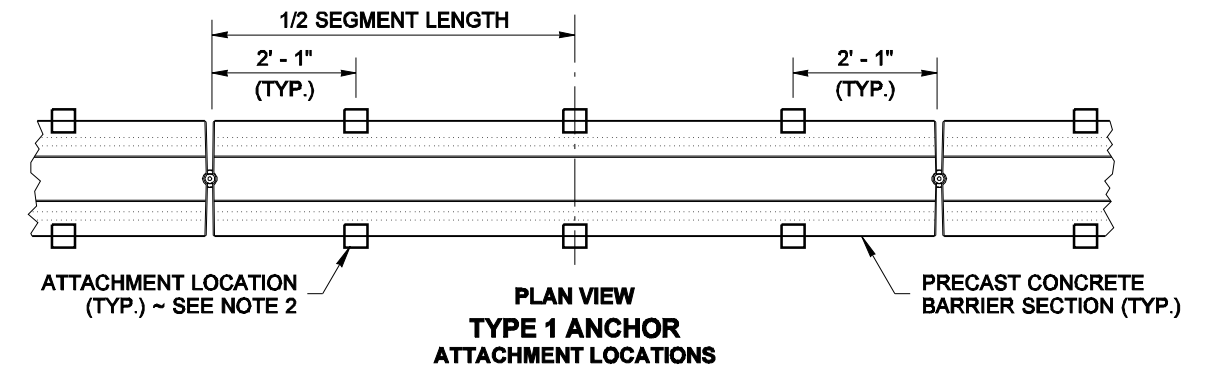 1/2 SEGMENT LENGTH
2' - 1"
(TYP.)
2' - 1"
(TYP.)
ATTACHMENT LOCATION
(TYP.) ~ SEE NOTE 2
PRECAST CONCRETE
BARRIER SECTION (TYP.)
PLAN VIEW
TYPE 1 ANCHOR
ATTACHMENT LOCATIONS